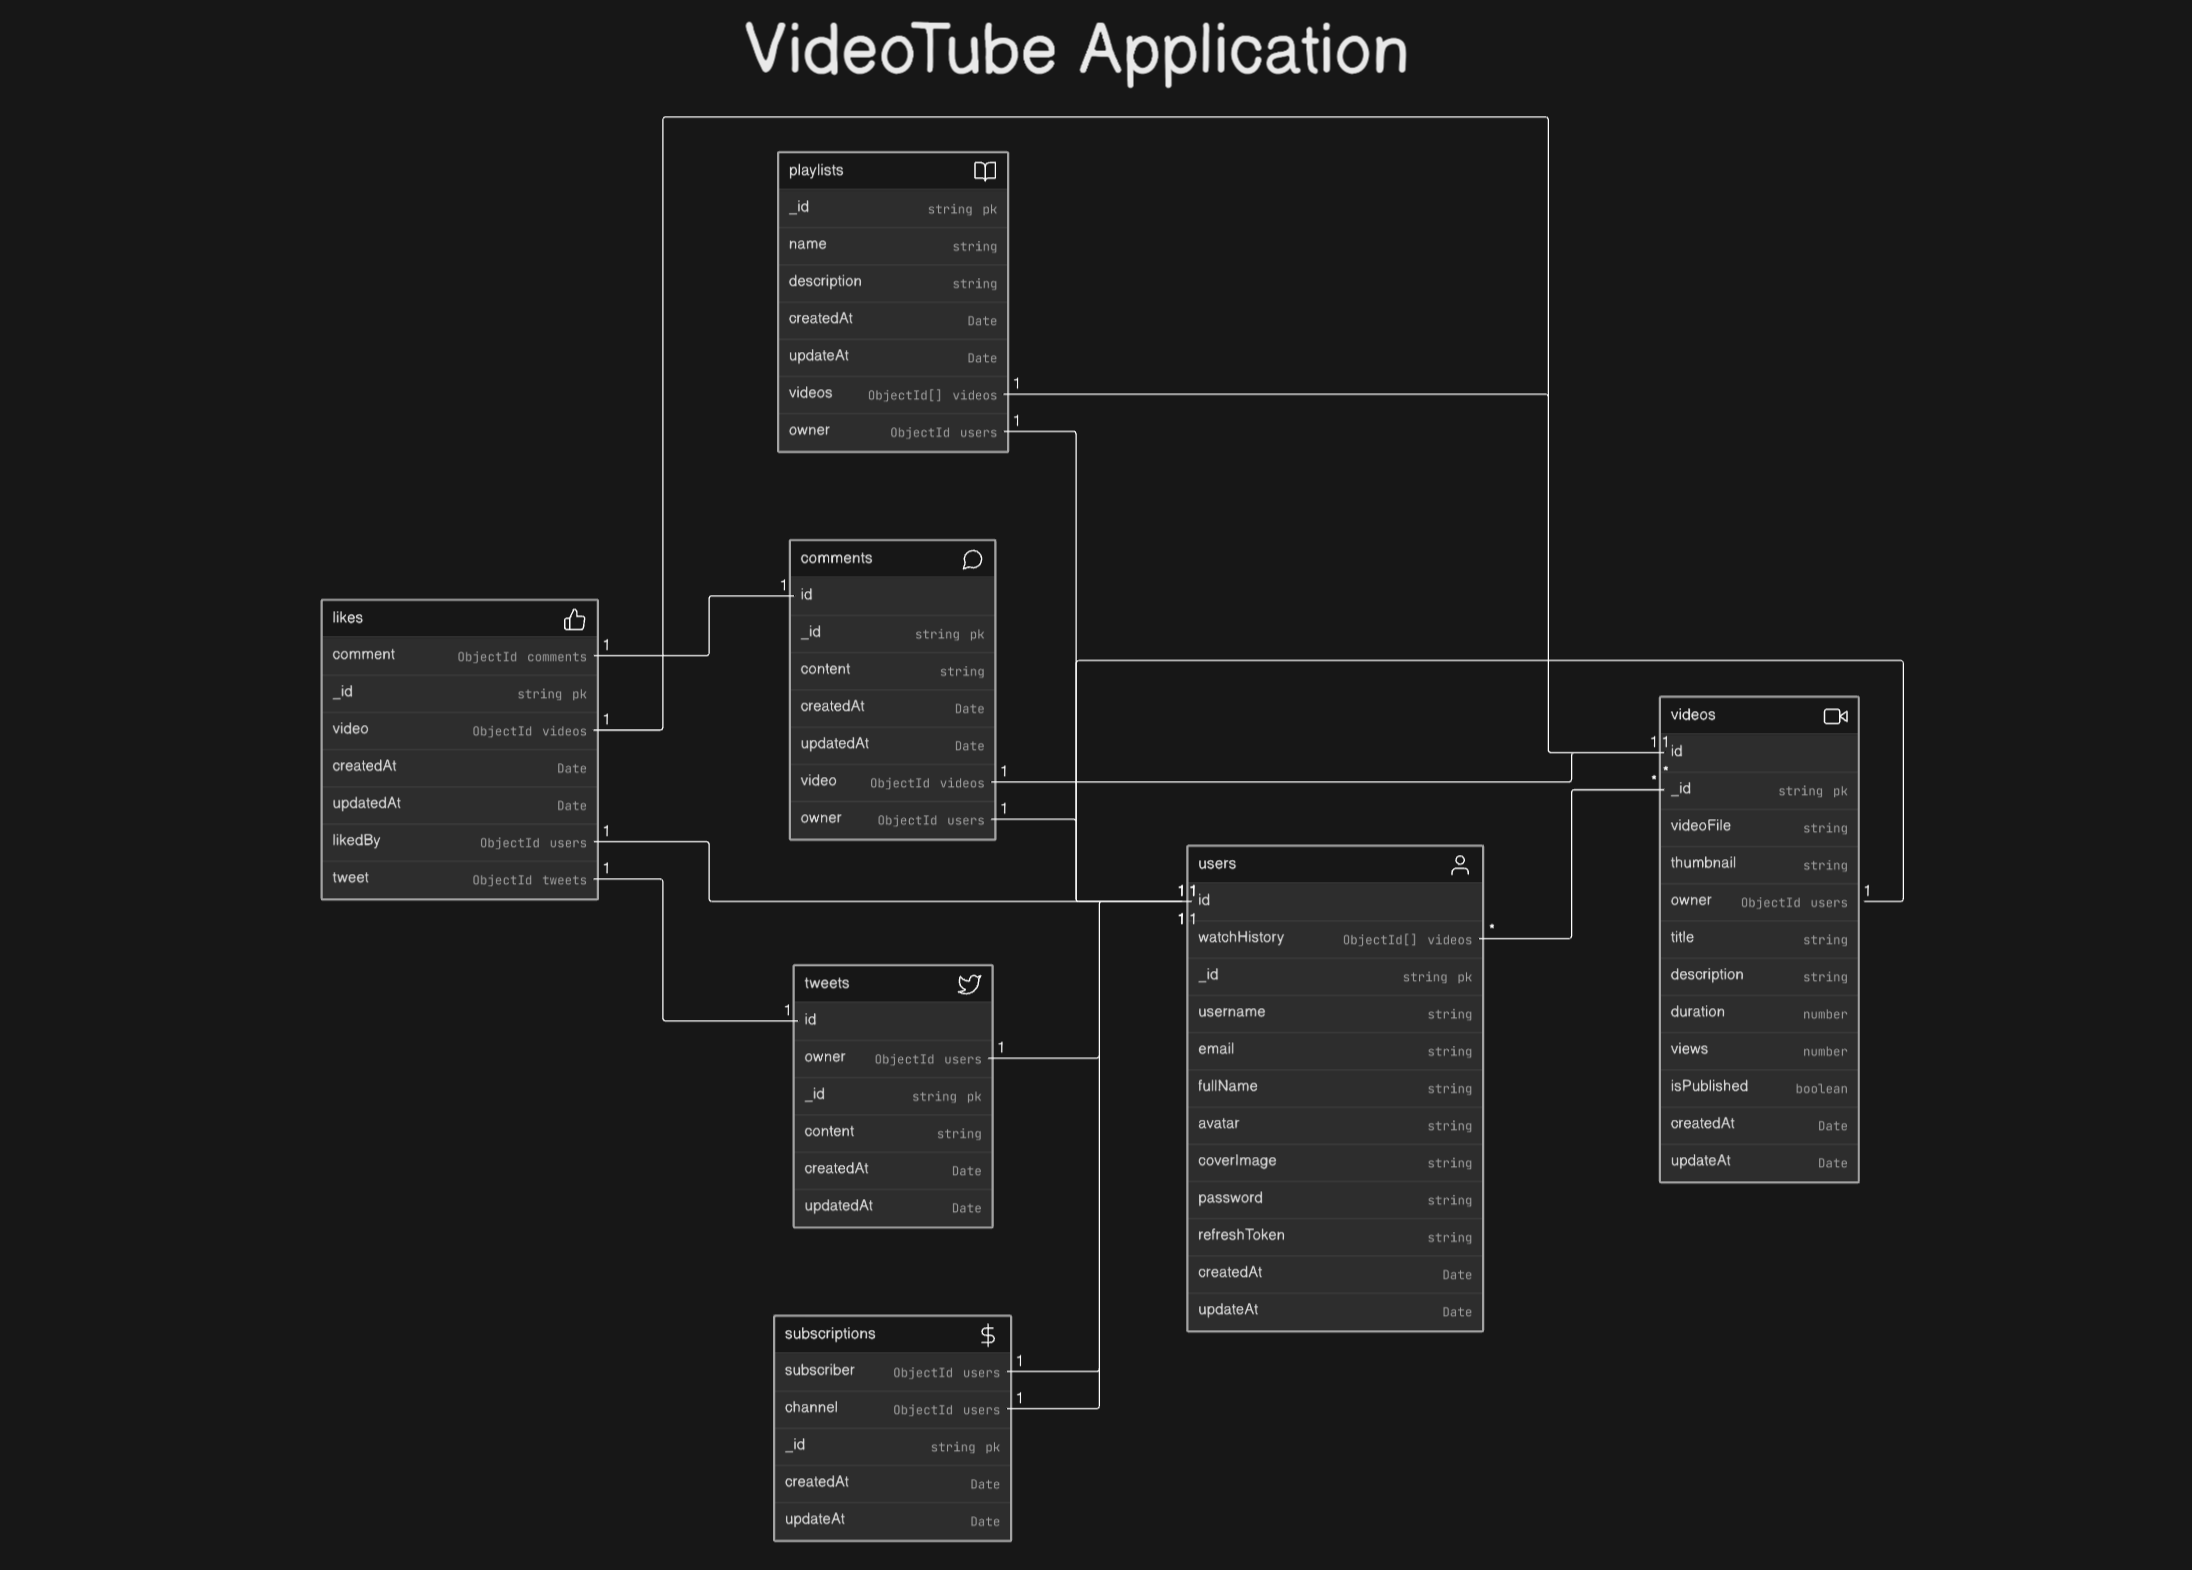 VideoTube Application
playlists
_id string pk
name string
description string
createdAt Date
updateAt Date
videos ObjectId[] videos 1
owner ObjectId users 1
comments
1 id
_id string pk
content string
createdAt Date
updatedAt Date
video ObjectId videos 1
owner ObjectId users 1
likes
comment ObjectId comments 1
_id string pk
video ObjectId videos 1
createdAt Date
updatedAt Date
likedBy ObjectId users 1
tweet ObjectId tweets 1
videos
1 1 id
* *
_id string pk
videoFile string
thumbnail string
owner ObjectId users 1
title string
description string
duration number
views number
isPublished boolean
createdAt Date
updateAt Date
users
1 1 id
1 1
watchHistory ObjectId[] videos *
_id string pk
username string
email string
fullName string
avatar string
coverImage string
password string
refreshToken string
createdAt Date
updateAt Date
tweets
1 id
owner ObjectId users 1
_id string pk
content string
createdAt Date
updatedAt Date
subscriptions
subscriber ObjectId users 1
channel ObjectId users 1
_id string pk
createdAt Date
updateAt Date